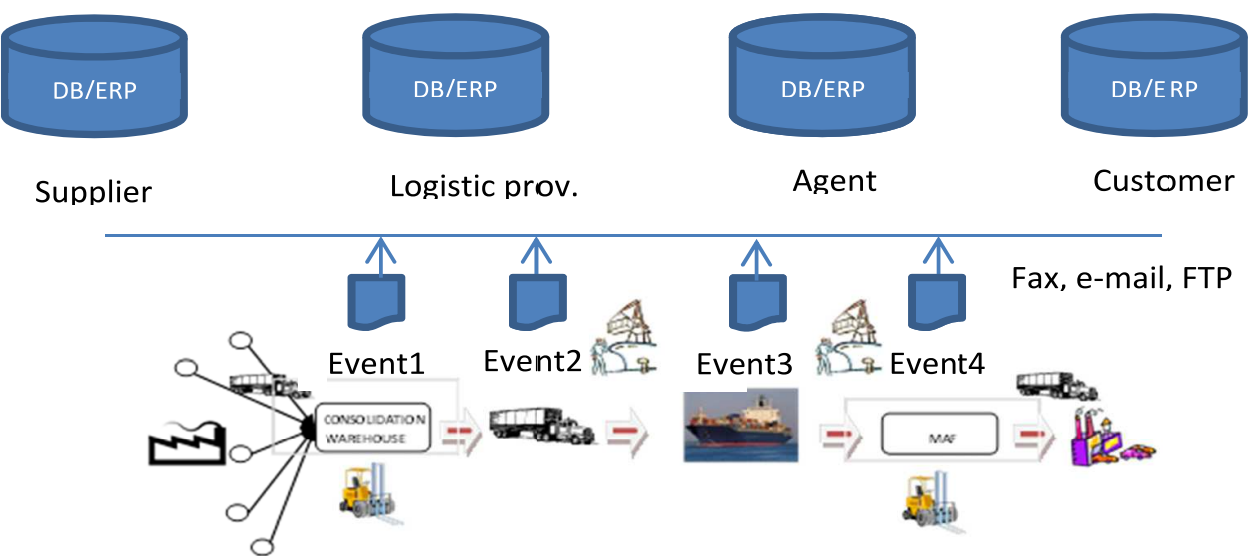 DB/ERP
DB/ERP
DB/ERP
DB/ERP
Supplier
Logistic prov.
Agent
Customer
Fax, e-mail, FTP
Event1
Event2
Event3
Event4
CONSOLIDATION
WAREHOUSE
MAF